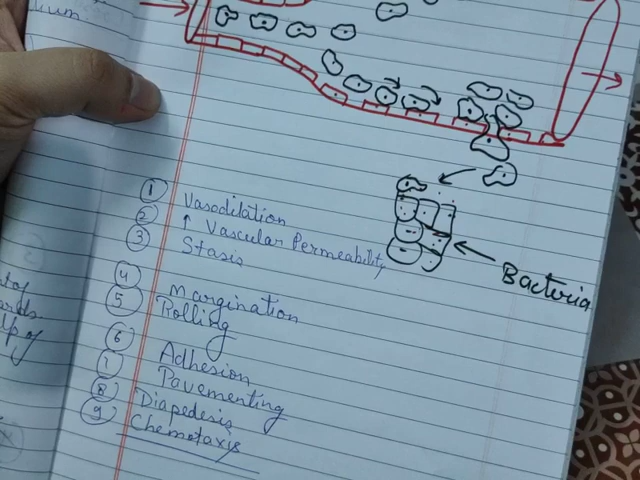 lium.
Bacteria
① Vasodilation
② ↑ Vascular Permeability
③ Stasis
④ Margination
⑤ Rolling
⑥ Adhesion
⑦ Pavementing
⑧ Diapedesis
⑨ Chemotaxis